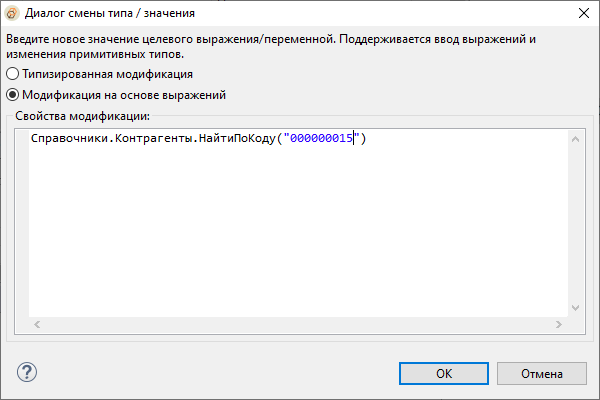 Диалог смены типа / значения
Введите новое значение целевого выражения/переменной. Поддерживается ввод выражений и
изменения примитивных типов.
Типизированная модификация
Модификация на основе выражений
Свойства модификации:
Справочники.Контрагенты.НайтиПоКоду("000000015")
?
OK
Отмена